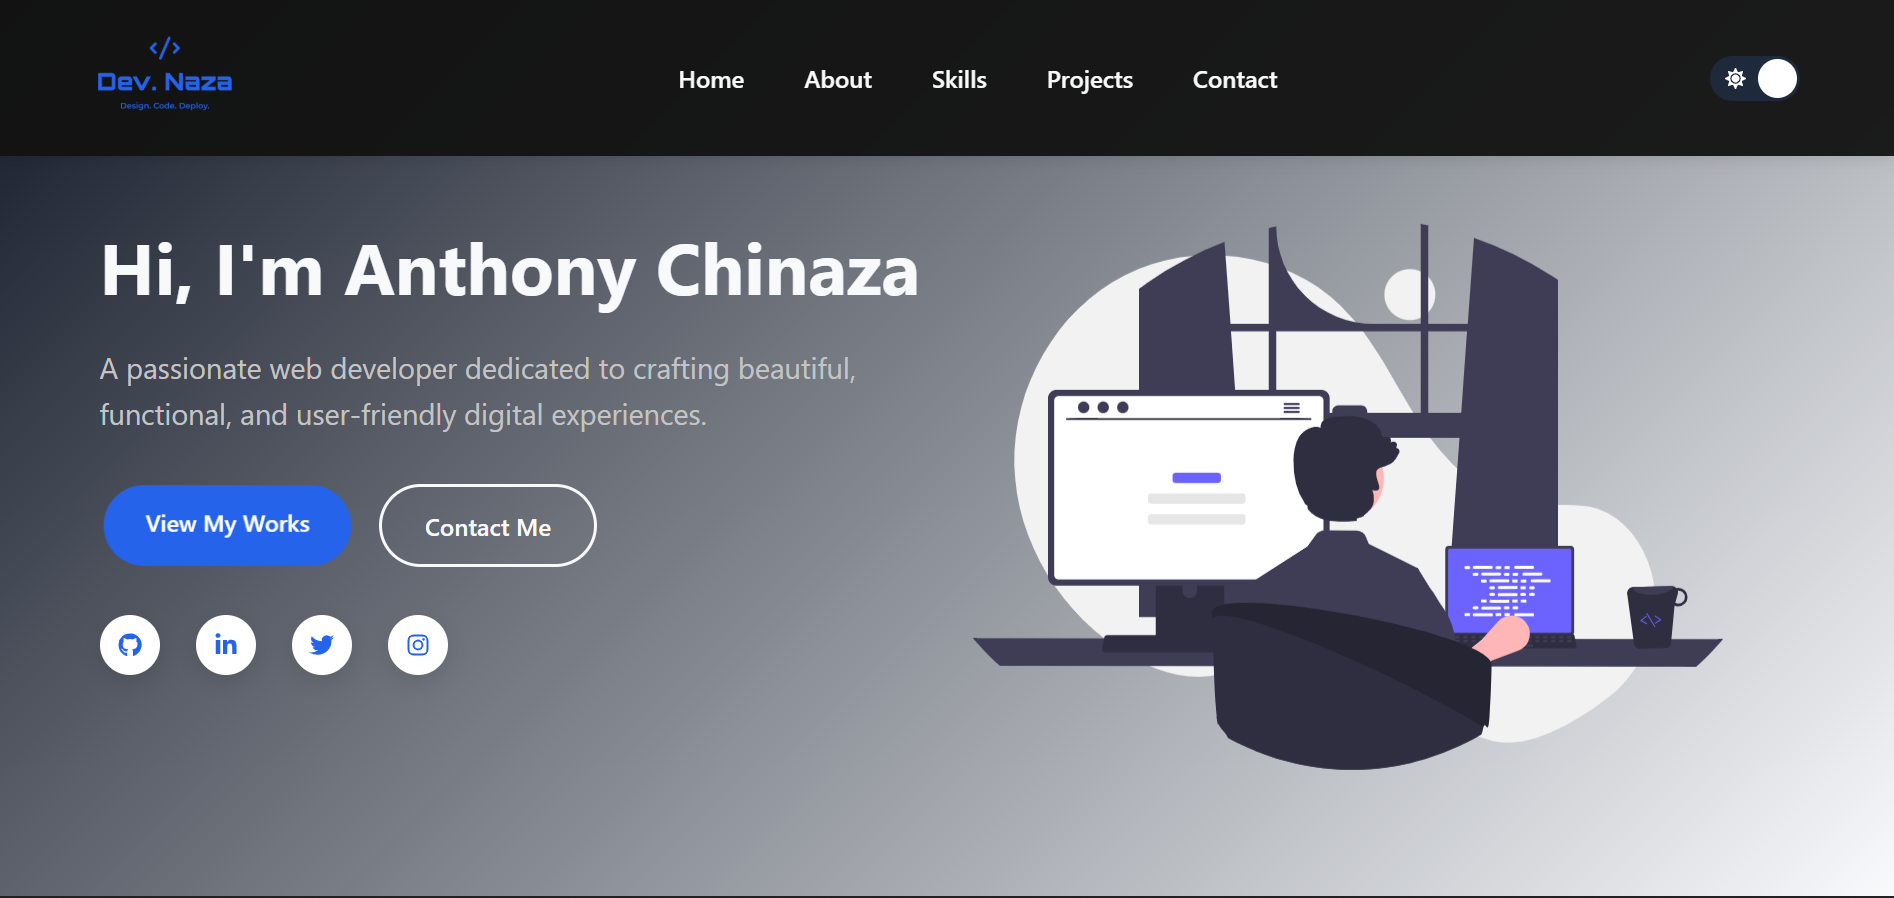 </>
Dev. Naza
Design. Code. Deploy.
Home About Skills Projects Contact
Hi, I'm Anthony Chinaza
A passionate web developer dedicated to crafting beautiful,
functional, and user-friendly digital experiences.
View My Works Contact Me
in
<\>